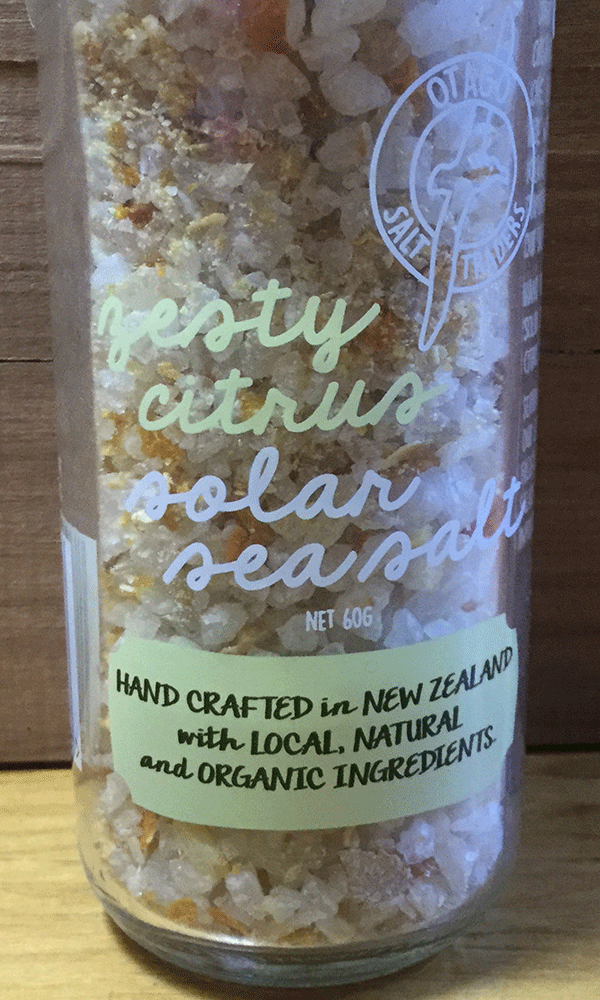 OTAGO
SALT TRADERS
zesty
citrus
solar
sea salt
NET 60G
HAND CRAFTED in NEW ZEALAND
with LOCAL, NATURAL
and ORGANIC INGREDIENTS.